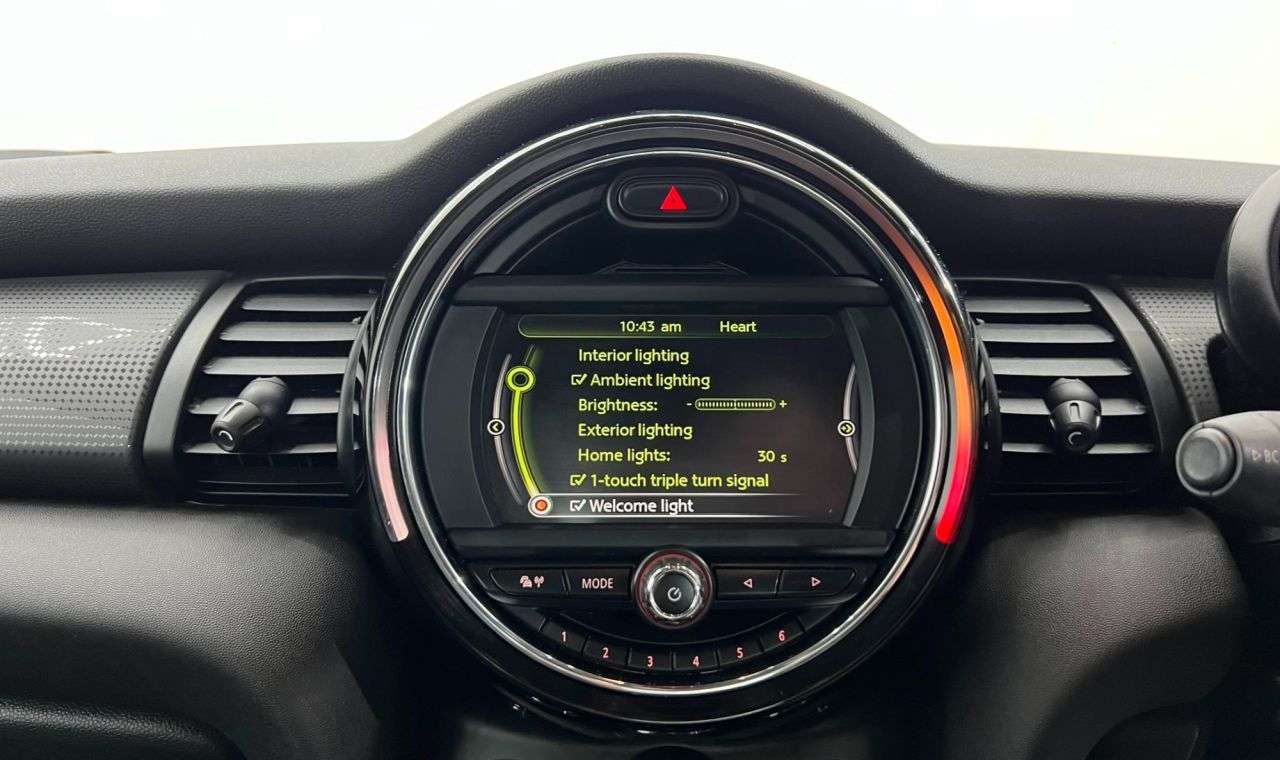 10:43 am Heart
Interior lighting
Ambient lighting
Brightness: - +
Exterior lighting
Home lights: 30 s
1-touch triple turn signal
Welcome light
MODE
1 2 3 4 5 6
BC